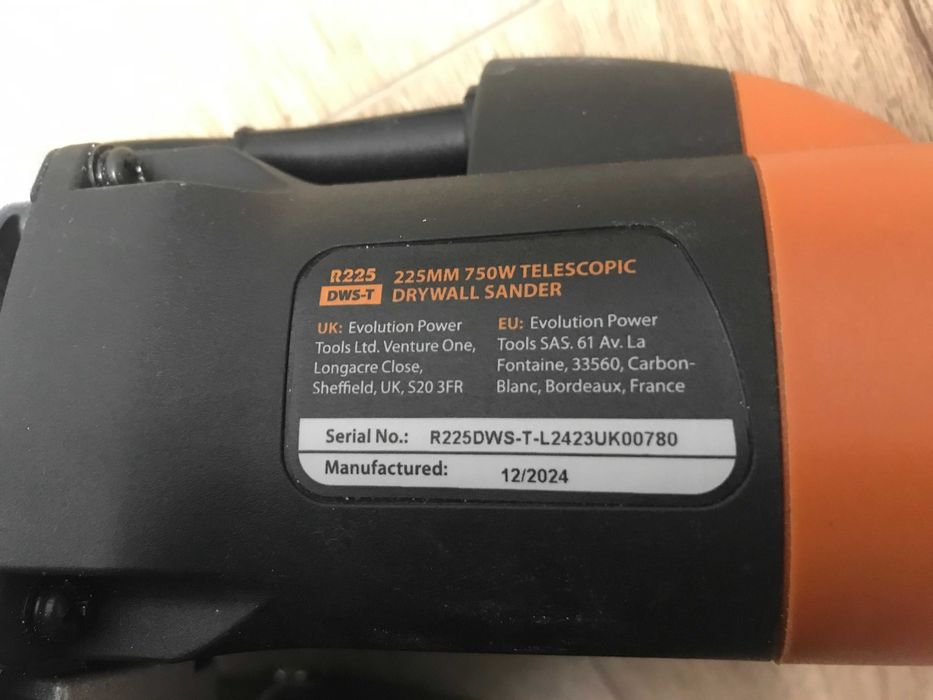 R225 225MM 750W TELESCOPIC
DWS-T DRYWALL SANDER
UK: Evolution Power
Tools Ltd. Venture One,
Longacre Close,
Sheffield, UK, S20 3FR
EU: Evolution Power
Tools SAS. 61 Av. La
Fontaine, 33560, Carbon-
Blanc, Bordeaux, France
Serial No.: R225DWS-T-L2423UK00780
Manufactured: 12/2024